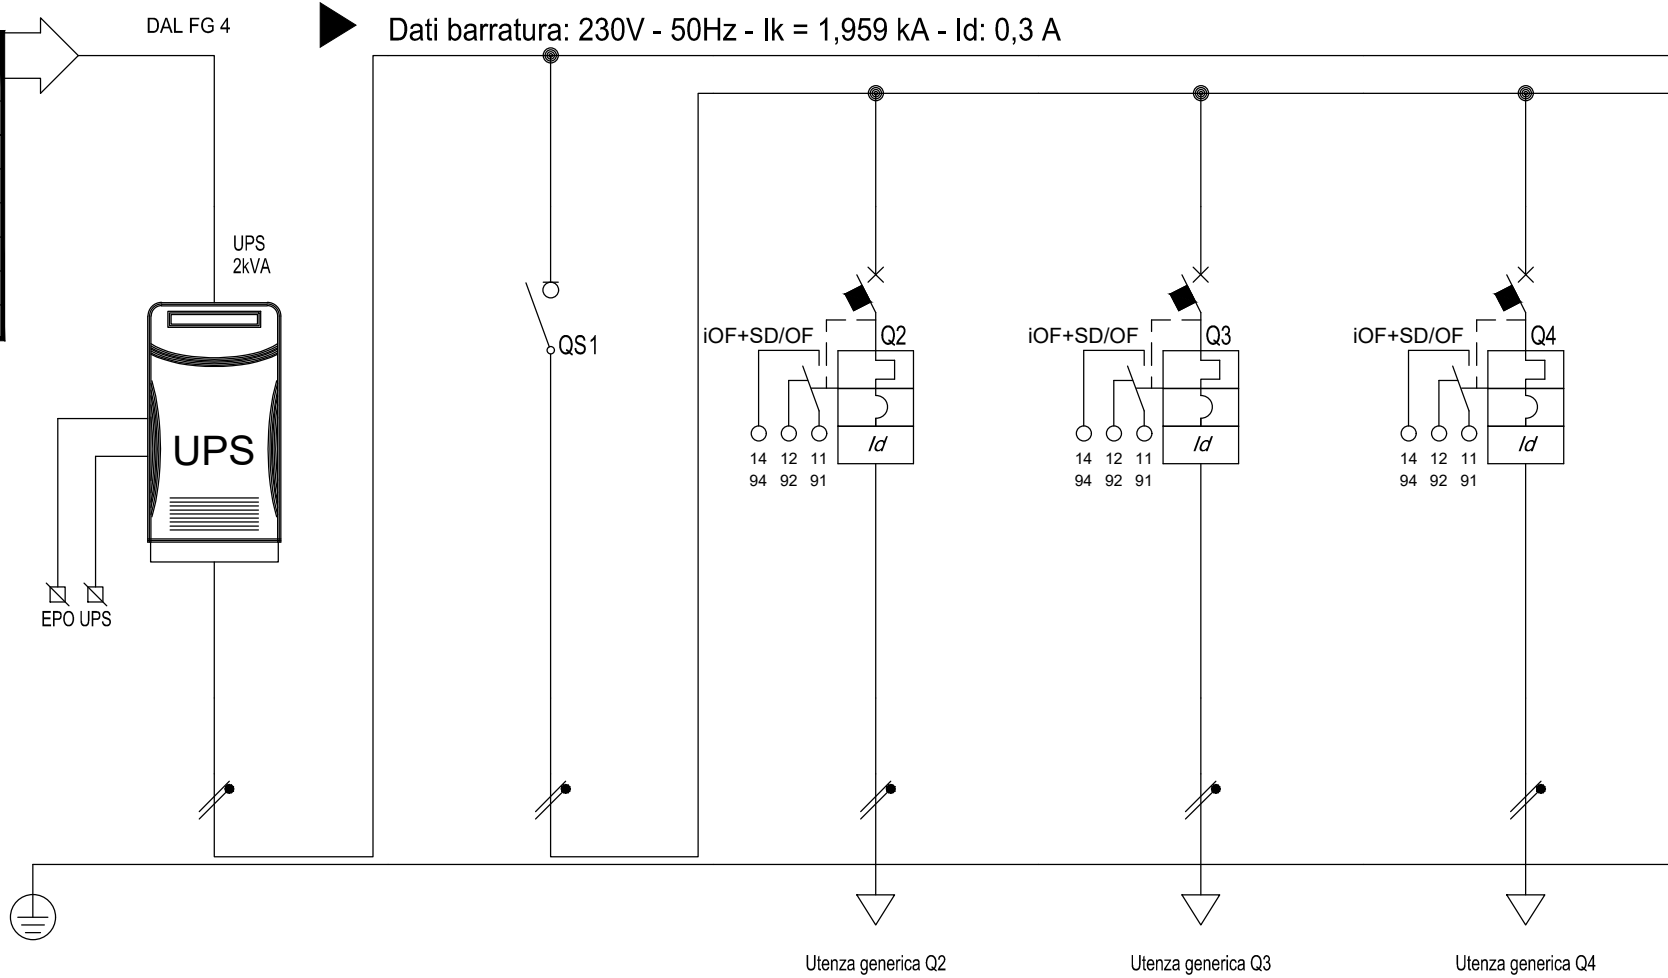 DAL FG 4
Dati barratura: 230V - 50Hz - Ik = 1,959 kA - Id: 0,3 A
UPS
2kVA
UPS
EPO UPS
QS1
iOF+SD/OF
Q2
Id
14 12 11
94 92 91
iOF+SD/OF
Q3
Id
14 12 11
94 92 91
iOF+SD/OF
Q4
Id
14 12 11
94 92 91
Utenza generica Q2
Utenza generica Q3
Utenza generica Q4